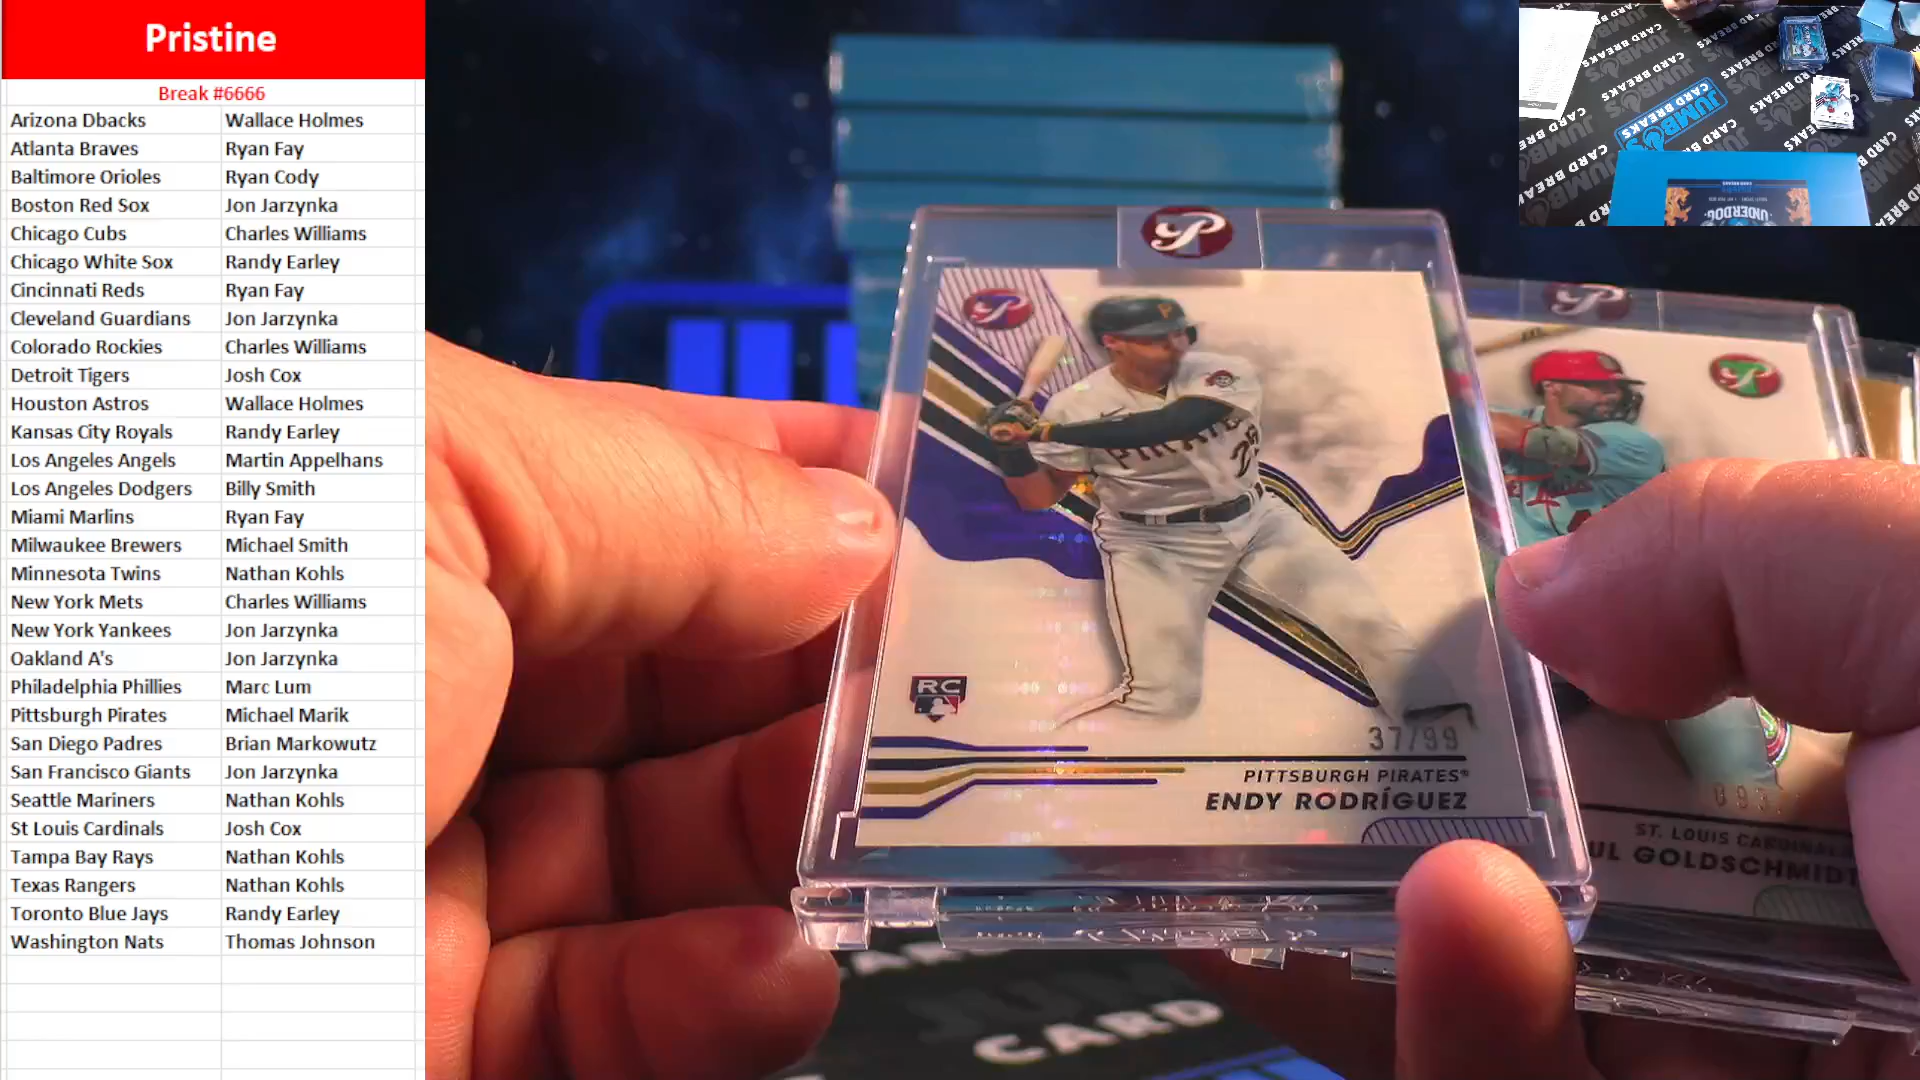 Pristine
Break #6666
Arizona Dbacks Wallace Holmes
Atlanta Braves Ryan Fay
Baltimore Orioles Ryan Cody
Boston Red Sox Jon Jarzynka
Chicago Cubs Charles Williams
Chicago White Sox Randy Earley
Cincinnati Reds Ryan Fay
Cleveland Guardians Jon Jarzynka
Colorado Rockies Charles Williams
Detroit Tigers Josh Cox
Houston Astros Wallace Holmes
Kansas City Royals Randy Earley
Los Angeles Angels Martin Appelhans
Los Angeles Dodgers Billy Smith
Miami Marlins Ryan Fay
Milwaukee Brewers Michael Smith
Minnesota Twins Nathan Kohls
New York Mets Charles Williams
New York Yankees Jon Jarzynka
Oakland A's Jon Jarzynka
Philadelphia Phillies Marc Lum
Pittsburgh Pirates Michael Marik
San Diego Padres Brian Markowutz
San Francisco Giants Jon Jarzynka
Seattle Mariners Nathan Kohls
St Louis Cardinals Josh Cox
Tampa Bay Rays Nathan Kohls
Texas Rangers Nathan Kohls
Toronto Blue Jays Randy Earley
Washington Nats Thomas Johnson
P
P
P
PIRATES
RC
37/99
PITTSBURGH PIRATES®
ENDY RODRÍGUEZ
P
P
093
ST. LOUIS CARDINALS
UL GOLDSCHMIDT
CARD
JUMBOS
CARD BREAKS
UNDERDOG